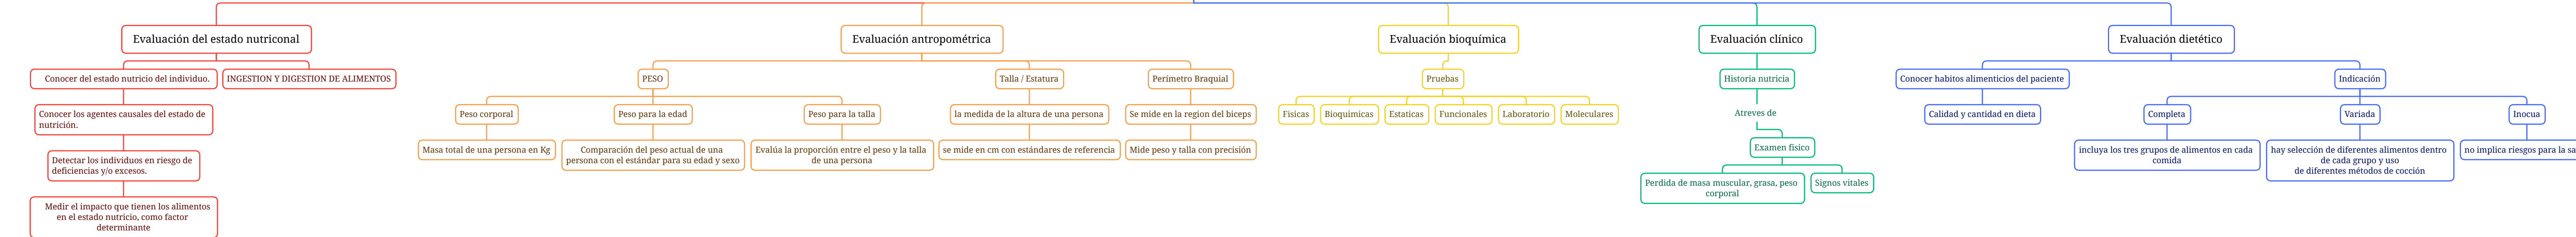 Evaluación del estado nutriconal
Evaluación antropométrica
Evaluación bioquímica
Evaluación clínico
Evaluación dietético
Conocer del estado nutricio del individuo.
INGESTION Y DIGESTION DE ALIMENTOS
PESO
Talla / Estatura
Perímetro Braquial
Pruebas
Historia nutricia
Conocer habitos alimenticios del paciente
Indicación
Conocer los agentes causales del estado de
nutrición.
Peso corporal
Peso para la edad
Peso para la talla
la medida de la altura de una persona
Se mide en la region del biceps
Fisicas
Bioquimicas
Estaticas
Funcionales
Laboratorio
Moleculares
Atreves de
Calidad y cantidad en dieta
Completa
Variada
Inocua
Detectar los individuos en riesgo de
deficiencias y/o excesos.
Masa total de una persona en Kg
Comparación del peso actual de una
persona con el estándar para su edad y sexo
Evalúa la proporción entre el peso y la talla
de una persona
se mide en cm con estándares de referencia
Mide peso y talla con precisión
Examen fisico
incluya los tres grupos de alimentos en cada
comida
hay selección de diferentes alimentos dentro
de cada grupo y uso
de diferentes métodos de cocción
no implica riesgos para la sa
Perdida de masa muscular, grasa, peso
corporal
Signos vitales
Medir el impacto que tienen los alimentos
en el estado nutricio, como factor
determinante